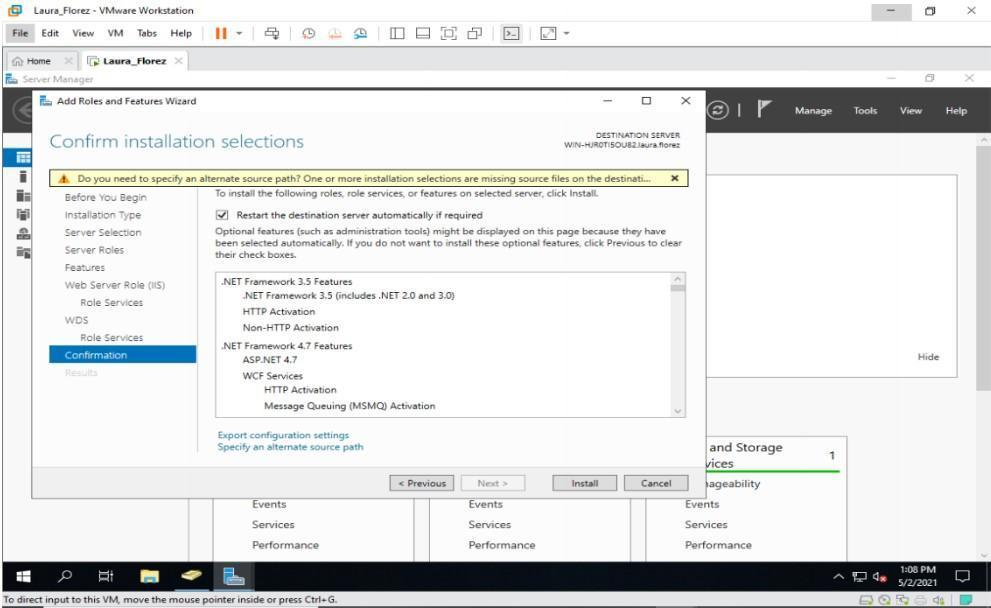 Laura_Florez - VMware Workstation
File Edit View VM Tabs Help
Home Laura_Florez
Server Manager
Manage Tools View Help
Add Roles and Features Wizard
Confirm installation selections
DESTINATION SERVER
WIN-HJR0TI5OU82.laura.florez
Do you need to specify an alternate source path? One or more installation selections are missing source files on the destinati...
Before You Begin
Installation Type
Server Selection
Server Roles
Features
Web Server Role (IIS)
Role Services
WDS
Role Services
Confirmation
Results
To install the following roles, role services, or features on selected server, click Install.
Restart the destination server automatically if required
Optional features (such as administration tools) might be displayed on this page because they have
been selected automatically. If you do not want to install these optional features, click Previous to clear
their check boxes.
.NET Framework 3.5 Features
.NET Framework 3.5 (includes .NET 2.0 and 3.0)
HTTP Activation
Non-HTTP Activation
.NET Framework 4.7 Features
ASP.NET 4.7
WCF Services
HTTP Activation
Message Queuing (MSMQ) Activation
Export configuration settings
Specify an alternate source path
< Previous Next > Install Cancel
Hide
and Storage
vices
1
nageability
Events Events Events
Services Services Services
Performance Performance Performance
1:08 PM
5/2/2021
To direct input to this VM, move the mouse pointer inside or press Ctrl+G.